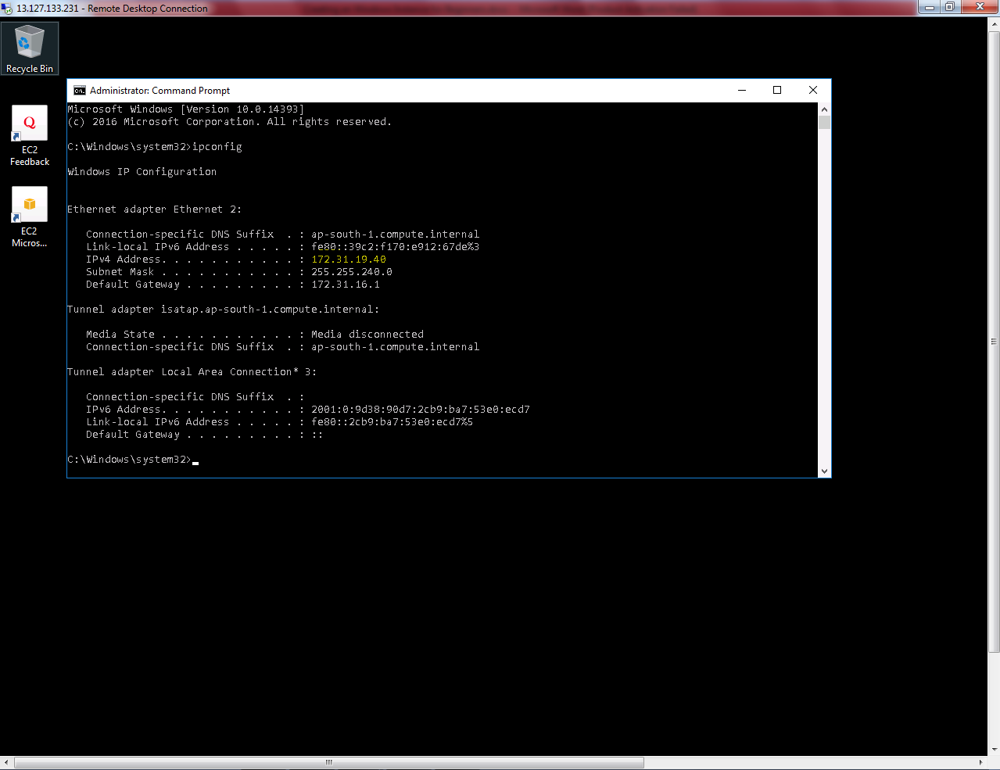 13.127.133.231 - Remote Desktop Connection
Recycle Bin
EC2
Feedback
EC2
Micros...
Administrator: Command Prompt
Microsoft Windows [Version 10.0.14393]
(c) 2016 Microsoft Corporation. All rights reserved.
C:\Windows\system32>ipconfig
Windows IP Configuration
Ethernet adapter Ethernet 2:
Connection-specific DNS Suffix  . : ap-south-1.compute.internal
Link-local IPv6 Address . . . . . : fe80::39c2:f170:e912:67de%3
IPv4 Address. . . . . . . . . . . : 172.31.19.40
Subnet Mask . . . . . . . . . . . : 255.255.240.0
Default Gateway . . . . . . . . . : 172.31.16.1
Tunnel adapter isatap.ap-south-1.compute.internal:
Media State . . . . . . . . . . . : Media disconnected
Connection-specific DNS Suffix  . : ap-south-1.compute.internal
Tunnel adapter Local Area Connection* 3:
Connection-specific DNS Suffix  . :
IPv6 Address. . . . . . . . . . . : 2001:0:9d38:90d7:2cb9:ba7:53e0:ecd7
Link-local IPv6 Address . . . . . : fe80::2cb9:ba7:53e0:ecd7%5
Default Gateway . . . . . . . . . : ::
C:\Windows\system32>